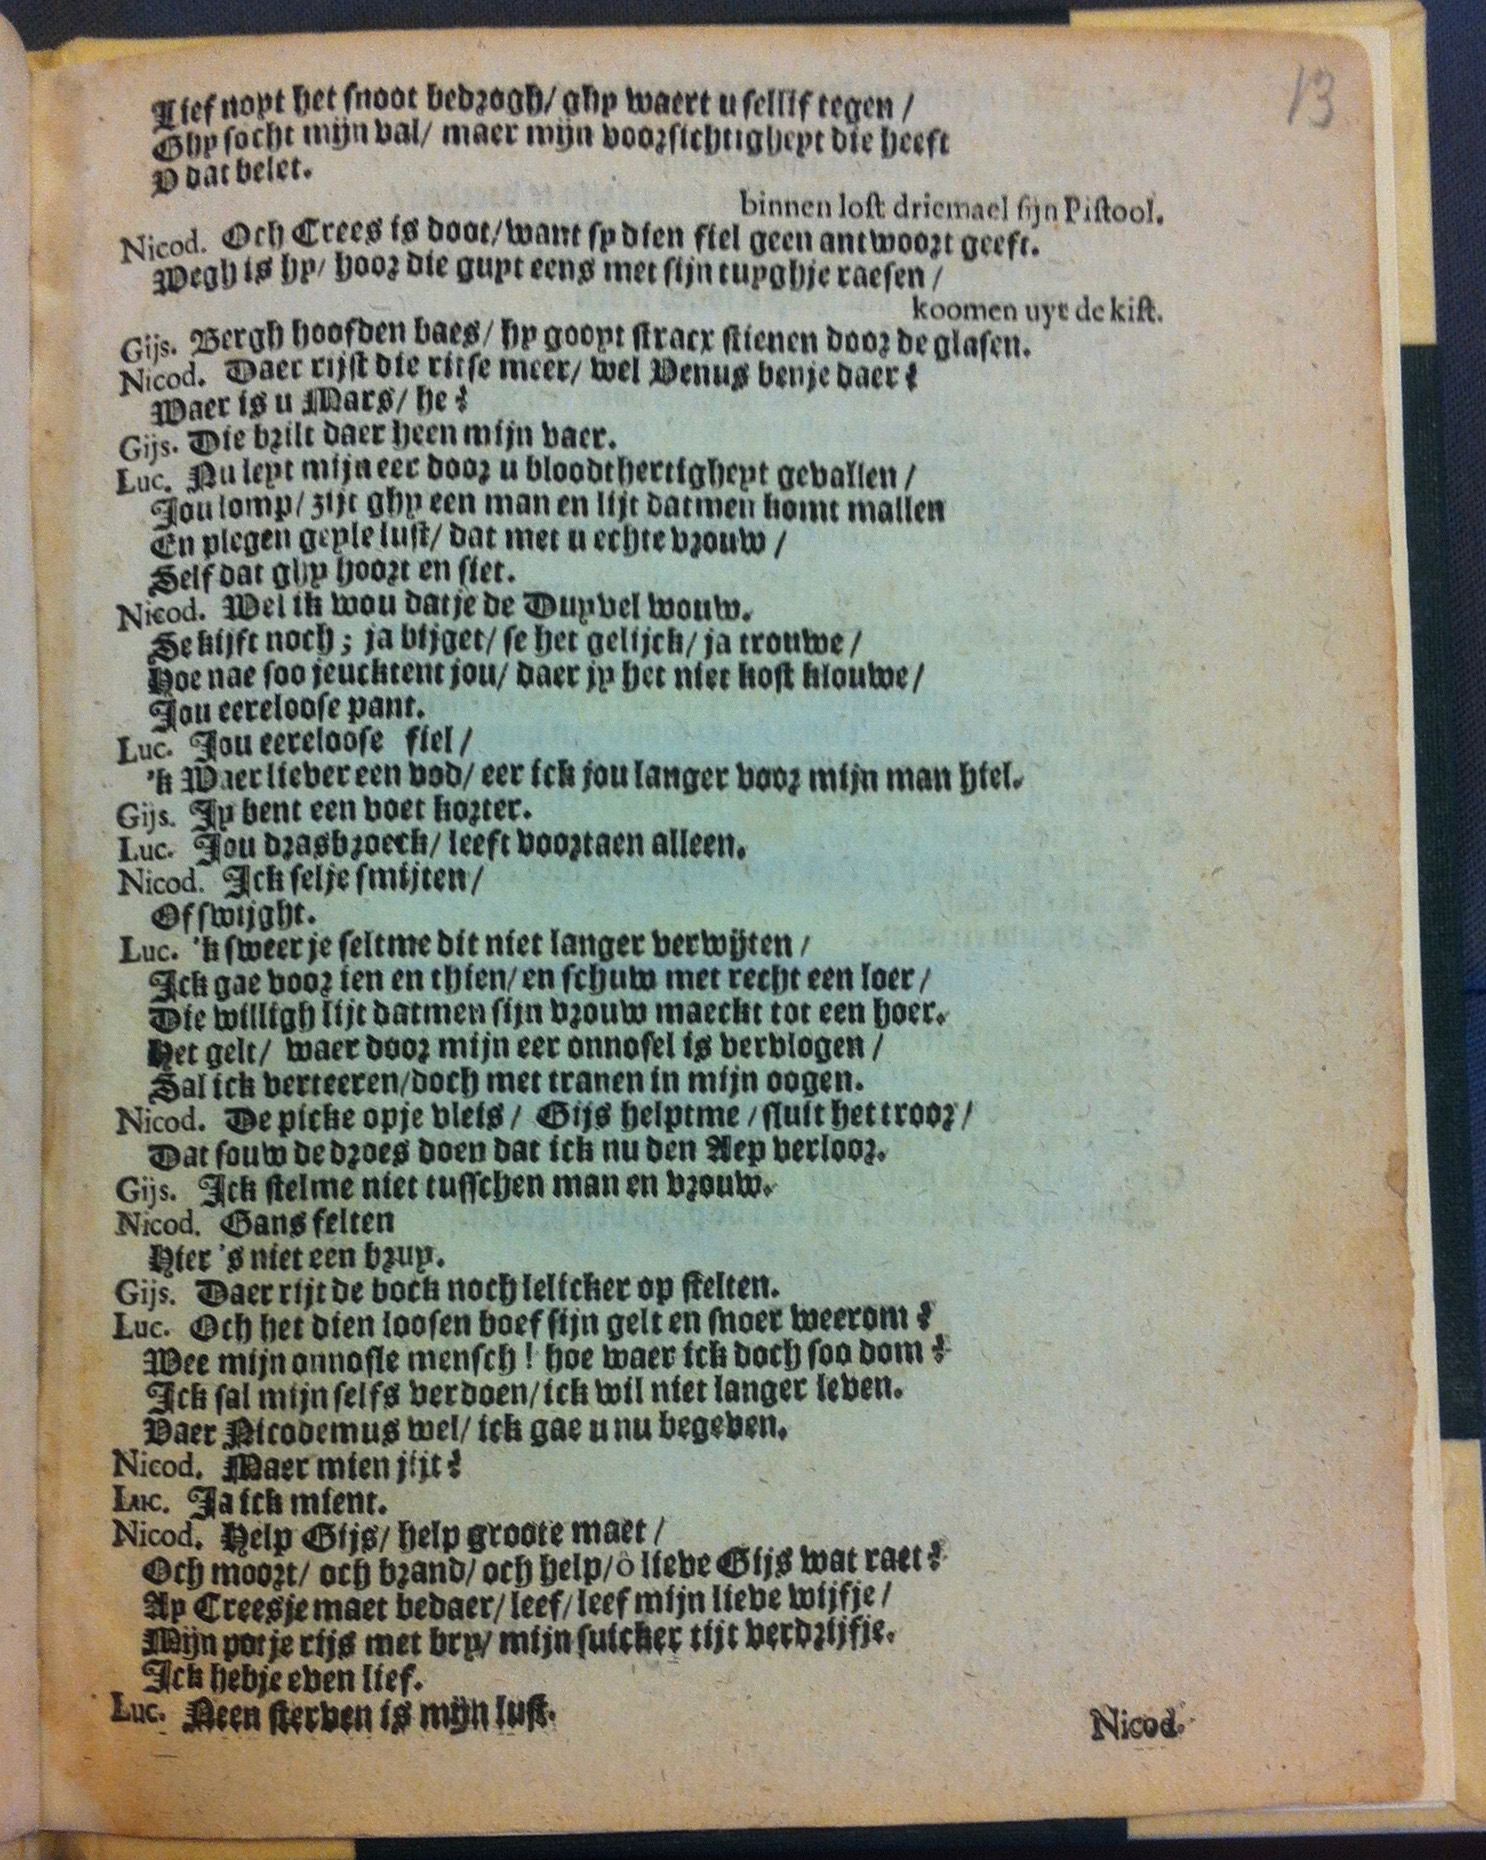 13
Lief noyt het snoot bedrogh/ ghy waert u selfif tegen /
Ghy socht mijn val/ maer mijn voorsichtigheyt die heeft
V dat belet.
binnen lost driemael sijn Pistool.
Nicod. Och Crees is doot/want sy dien fiel geen antwoort geeft.
Wegh is hy/ hoor die guyt eens met sijn tuyghje raesen /
koomen uyt de kist.
Gijs. Bergh hoofden baes/ hy gooyt stracx stienen door de glasen.
Nicod. Daer rijst die ritse meer/ wel Venus benje daer?
Waer is u Mars/ he?
Gijs. Die brilt daer heen mijn vaer.
Luc. Nu leyt mijn eer door u bloodthertigheyt gevallen /
Jou lomp/ zijt ghy een man en lijt datmen komt mallen
En plegen geyle lust/ dat met u echte vrouw /
Self dat ghy hoort en siet.
Nicod. Wel ik wou datje de Duyvel wouw.
Se kijft noch; ja vijget/ se het gelijck/ ja trouwe /
Hoe nae soo jeucktent jou/ daer jy het niet kost klouwe /
Jou eereloose pant.
Luc. Jou eereloose fiel /
'k Waer liever een vod/ eer ick jou langer voor mijn man hiel.
Gijs. Jy bent een voet korter.
Luc. Jou drasbroeck/ leeft voortaen alleen.
Nicod. Ick selje smijten /
Of swijght.
Luc. 'k sweer je seltme dit niet langer verwijten /
Ick gae voor ien en thien/ en schuw met recht een loer /
Die willigh lijt datmen sijn vrouw maeckt tot een hoer.
Het gelt/ waer door mijn eer onnosel is vervlogen /
Sal ick verteeren/doch met tranen in mijn oogen.
Nicod. De picke opje vleis / Gijs helptme / sluit het troor /
Dat souw de droes doen dat ick nu den Aep verloor.
Gijs. Ick stelme niet tusschen man en vrouw.
Nicod. Gans felten
Hier 's niet een bruy.
Gijs. Daer rijt de bock noch lelicker op stelten.
Luc. Och het dien loosen boef sijn gelt en snoer weerom?
Wee mijn onnosle mensch! hoe waer ick doch soo dom?
Ick sal mijn selfs verdoen/ick wil niet langer leven.
Vaer Nicodemus wel/ ick gae u nu begeven.
Nicod. Maer mien jijt?
Luc. Ja ick mient.
Nicod. Help Gijs/ help groote maet /
Och moort/ och brand/ och help/ ô lieve Gijs wat raet?
Ay Creesje maet bedaer/ leef/ leef mijn lieve wijfje /
Mijn potje rijs met bry/ mijn suicker tijt verdrijfje.
Ick hebje even lief.
Luc. Neen sterven is mijn lust.
Nicod.